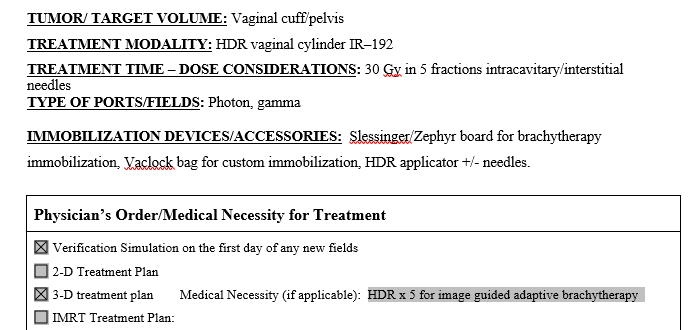 TUMOR/ TARGET VOLUME: Vaginal cuff/pelvis
TREATMENT MODALITY: HDR vaginal cylinder IR–192
TREATMENT TIME – DOSE CONSIDERATIONS: 30 Gy in 5 fractions intracavitary/interstitial
needles
TYPE OF PORTS/FIELDS: Photon, gamma
IMMOBILIZATION DEVICES/ACCESSORIES: Slessinger/Zephyr board for brachytherapy
immobilization, Vaclock bag for custom immobilization, HDR applicator +/- needles.
Physician's Order/Medical Necessity for Treatment
☒ Verification Simulation on the first day of any new fields
☐ 2-D Treatment Plan
☒ 3-D treatment plan Medical Necessity (if applicable): HDR x 5 for image guided adaptive brachytherapy
☐ IMRT Treatment Plan: